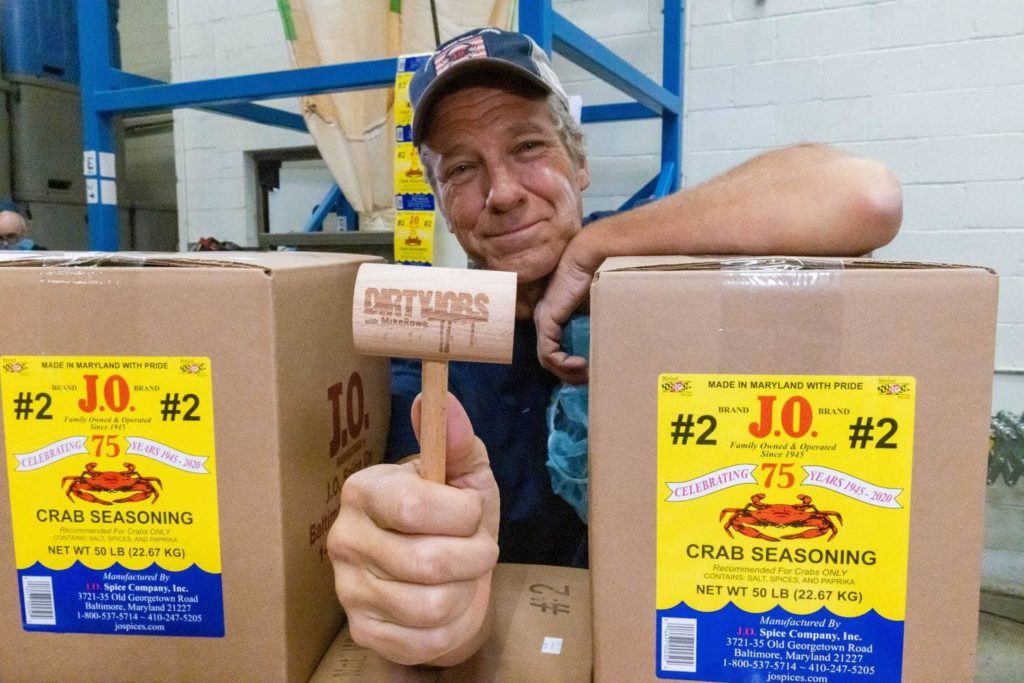 DIRTYJOBS
with MikeRowe
MADE IN MARYLAND WITH PRIDE
#2 BRAND J.O. BRAND #2
Family Owned & Operated
Since 1945
CELEBRATING 75 YEARS 1945 - 2020
CRAB SEASONING
Recommended For Crabs ONLY
CONTAINS: SALT, SPICES, AND PAPRIKA
NET WT 50 LB (22.67 KG)
Manufactured By
J.O. Spice Company, Inc.
3721-35 Old Georgetown Road
Baltimore, Maryland 21227
1-800-537-5714 ~ 410-247-5205
jospices.com
J.O.
J.O. Spice Co.
#2
MADE IN MARYLAND WITH PRIDE
#2 BRAND J.O. BRAND #2
Family Owned & Operated
Since 1945
CELEBRATING 75 YEARS 1945 - 2020
CRAB SEASONING
Recommended For Crabs ONLY
CONTAINS: SALT, SPICES, AND PAPRIKA
NET WT 50 LB (22.67 KG)
Manufactured By
J.O. Spice Company, Inc.
3721-35 Old Georgetown Road
Baltimore, Maryland 21227
1-800-537-5714 ~ 410-247-5205
jospices.com